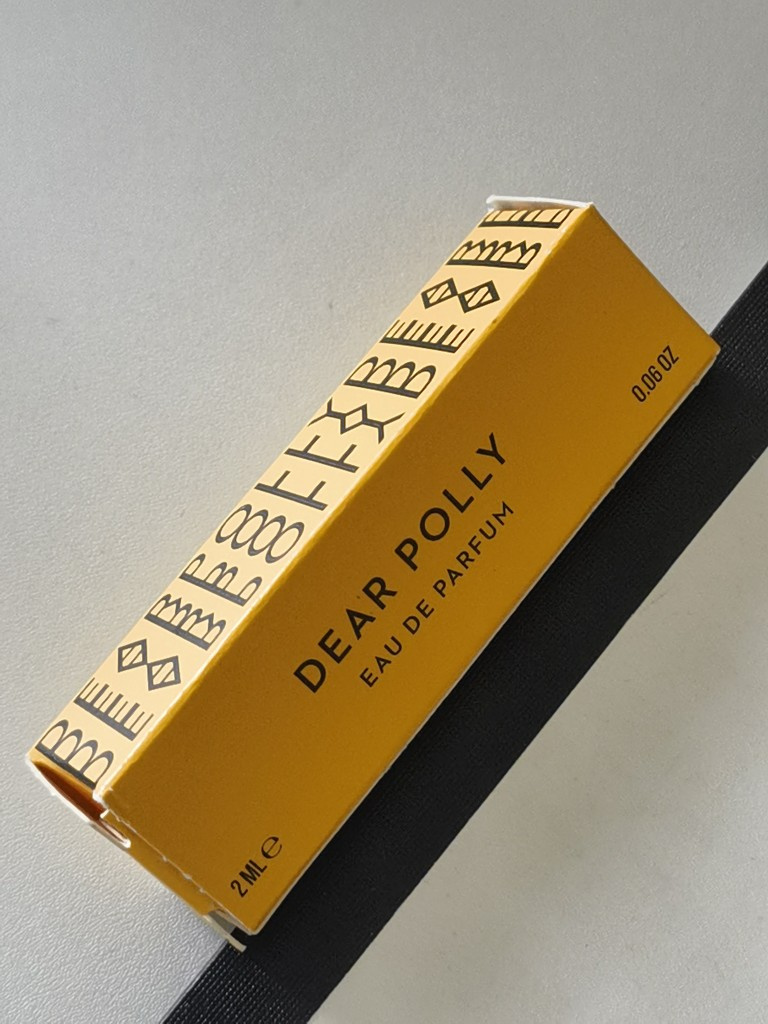 DEAR POLLY
EAU DE PARFUM
2 ML ℮
0.06 OZ